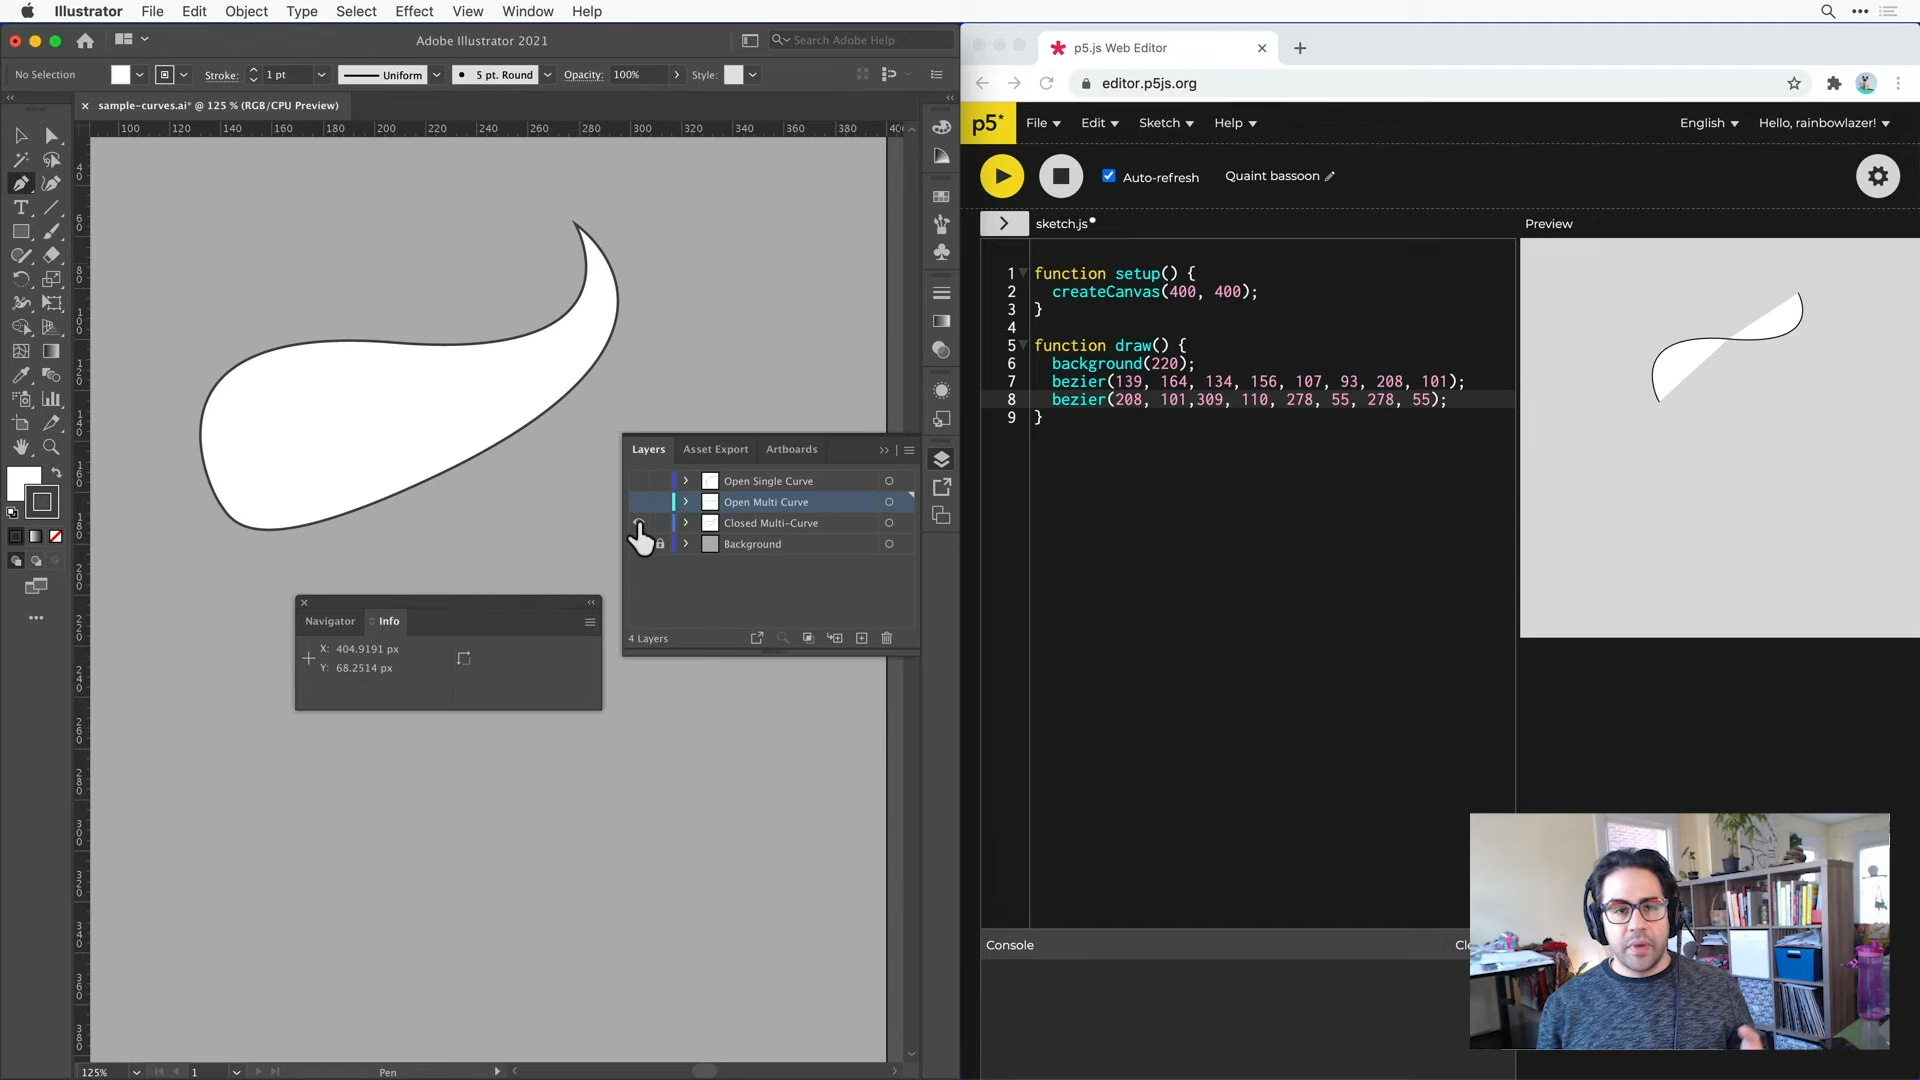 Illustrator File Edit Object Type Select Effect View Window Help
Adobe Illustrator 2021
Search Adobe Help
No Selection Stroke: 1 pt Uniform 5 pt. Round Opacity: 100% Style:
sample-curves.ai* @ 125 % (RGB/CPU Preview)
100 120 140 160 180 200 220 240 260 280 300 320 340 360 380
Layers Asset Export Artboards
Open Single Curve
Open Multi Curve
Closed Multi-Curve
Background
4 Layers
Navigator Info
X: 404.9191 px
Y: 68.2514 px
125% 1 Pen
p5.js Web Editor
editor.p5js.org
p5* File Edit Sketch Help English Hello, rainbowlazer!
Auto-refresh Quaint bassoon
sketch.js
Preview
1 function setup() {
2 createCanvas(400, 400);
3 }
4
5 function draw() {
6 background(220);
7 bezier(139, 164, 134, 156, 107, 93, 208, 101);
8 bezier(208, 101,309, 110, 278, 55, 278, 55);
9 }
Console